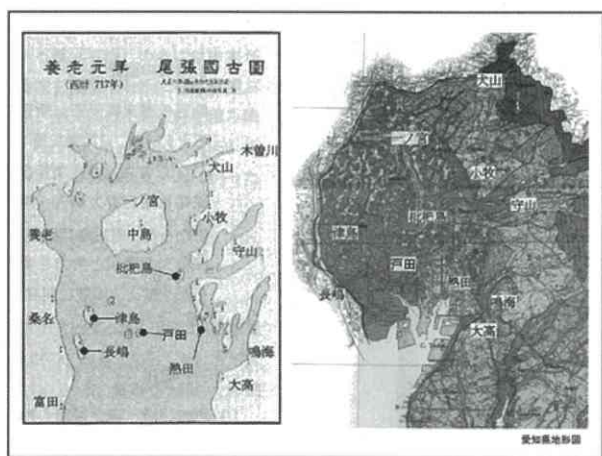 養老元年 尾張國古圖
(西暦 717年)
木曽川
犬山
一ノ宮
小牧
中島
養老
守山
枇杷島
桑名
津島
戸田
長嶋
熱田
鳴海
大高
富田
犬山
一ノ宮
小牧
枇杷島
守山
津島
戸田
熱田
長嶋
鳴海
大高
愛知県地形図